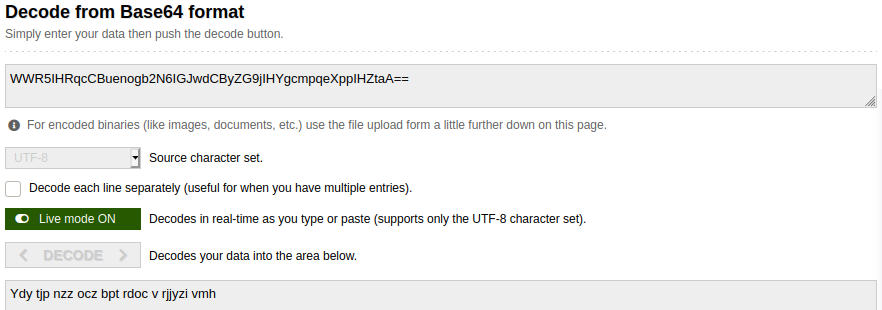 Decode from Base64 format
Simply enter your data then push the decode button.
WWR5IHRqcCBuenogb2N6IGJwdCByZG9jIHYgcmpqeXppIHZtaA==
For encoded binaries (like images, documents, etc.) use the file upload form a little further down on this page.
UTF-8 Source character set.
Decode each line separately (useful for when you have multiple entries).
Live mode ON Decodes in real-time as you type or paste (supports only the UTF-8 character set).
< DECODE > Decodes your data into the area below.
Ydy tjp nzz ocz bpt rdoc v rjjyzi vmh